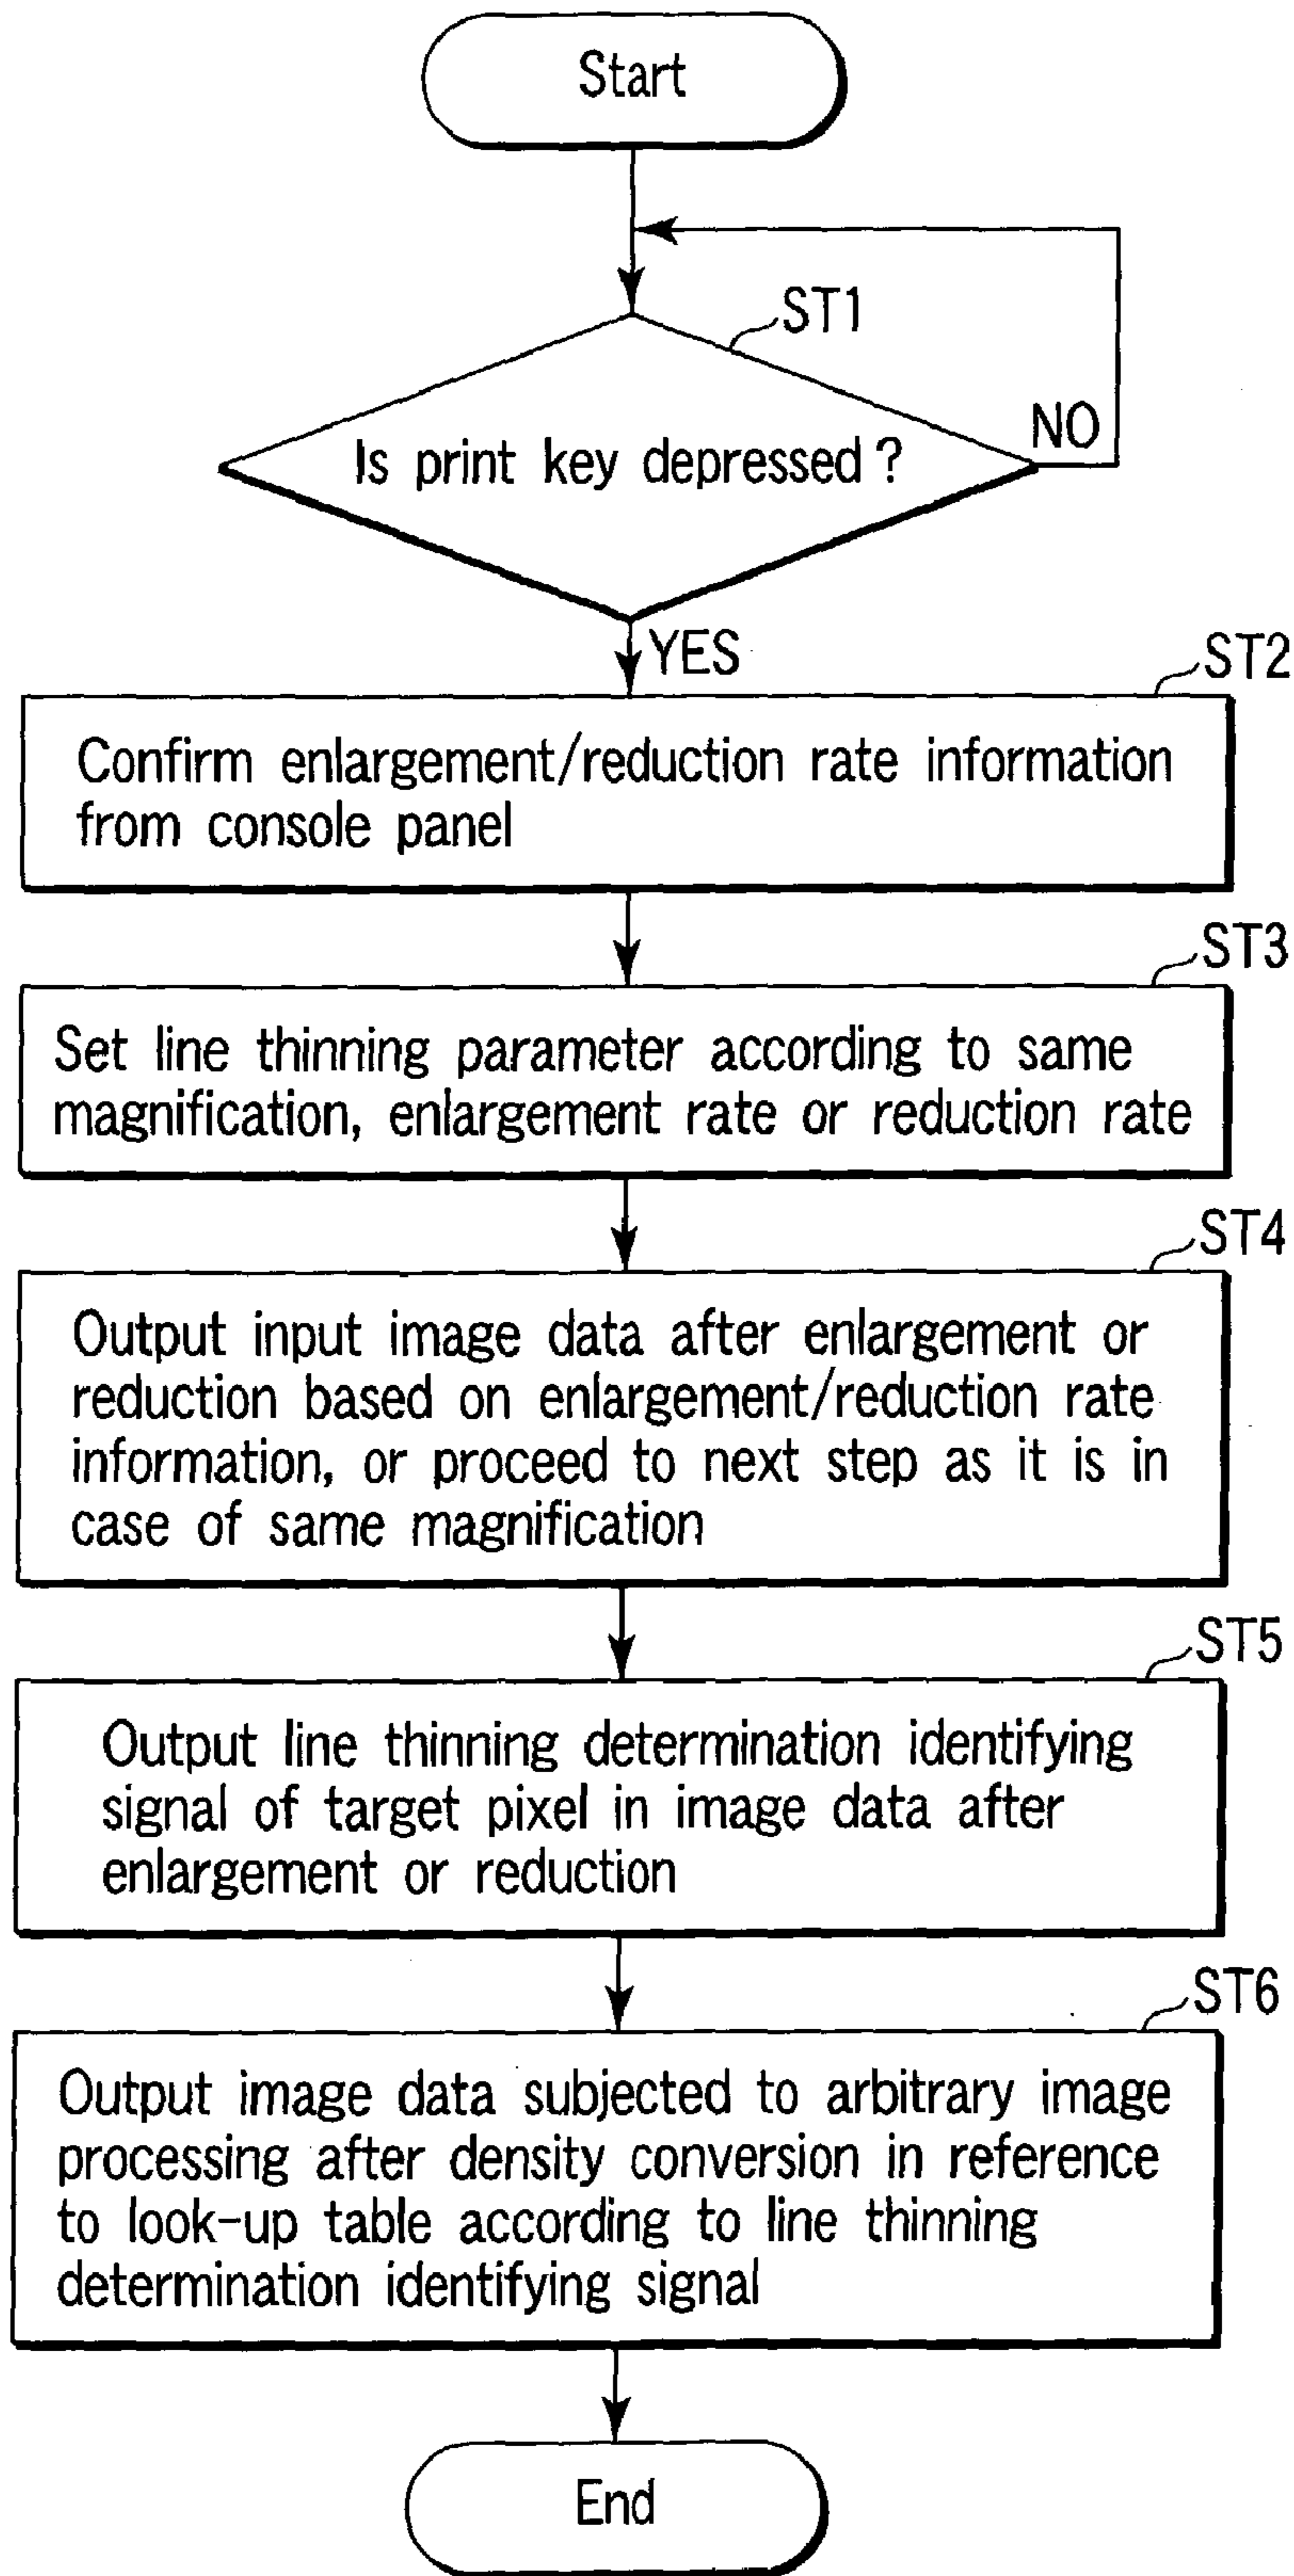 Start
ST1
Is print key depressed ?
NO
YES
ST2
Confirm enlargement/reduction rate information
from console panel
ST3
Set line thinning parameter according to same
magnification, enlargement rate or reduction rate
ST4
Output input image data after enlargement or
reduction based on enlargement/reduction rate
information, or proceed to next step as it is in
case of same magnification
ST5
Output line thinning determination identifying
signal of target pixel in image data after
enlargement or reduction
ST6
Output image data subjected to arbitrary image
processing after density conversion in reference
to look-up table according to line thinning
determination identifying signal
End